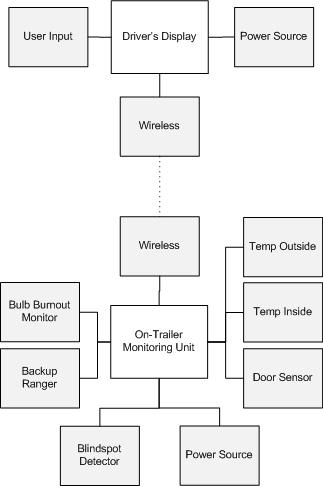 User Input
Driver's Display
Power Source
Wireless
Wireless
Temp Outside
Bulb Burnout
Monitor
Temp Inside
On-Trailer
Monitoring Unit
Backup
Ranger
Door Sensor
Blindspot
Detector
Power Source